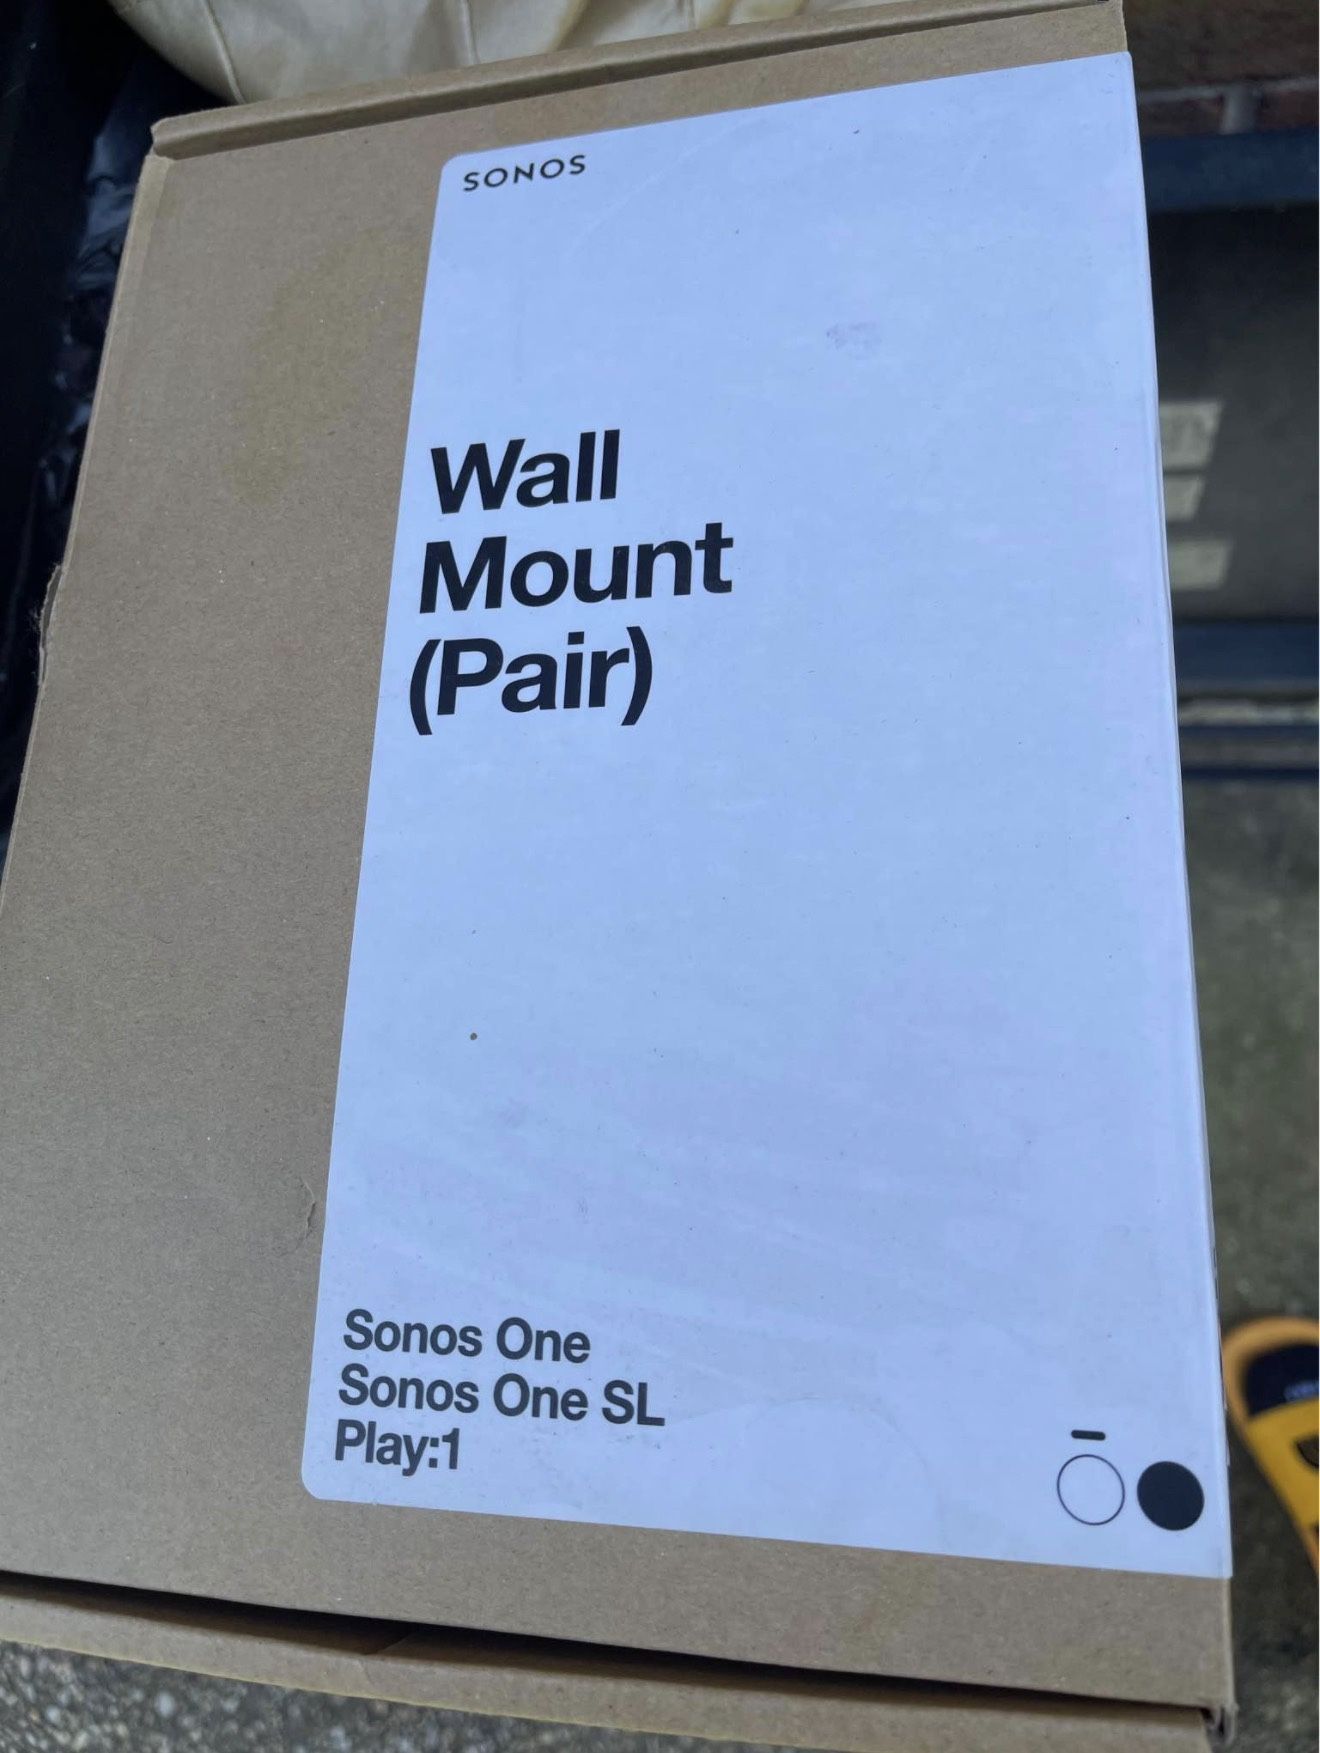 SONOS
Wall
Mount
(Pair)
Sonos One
Sonos One SL
Play:1